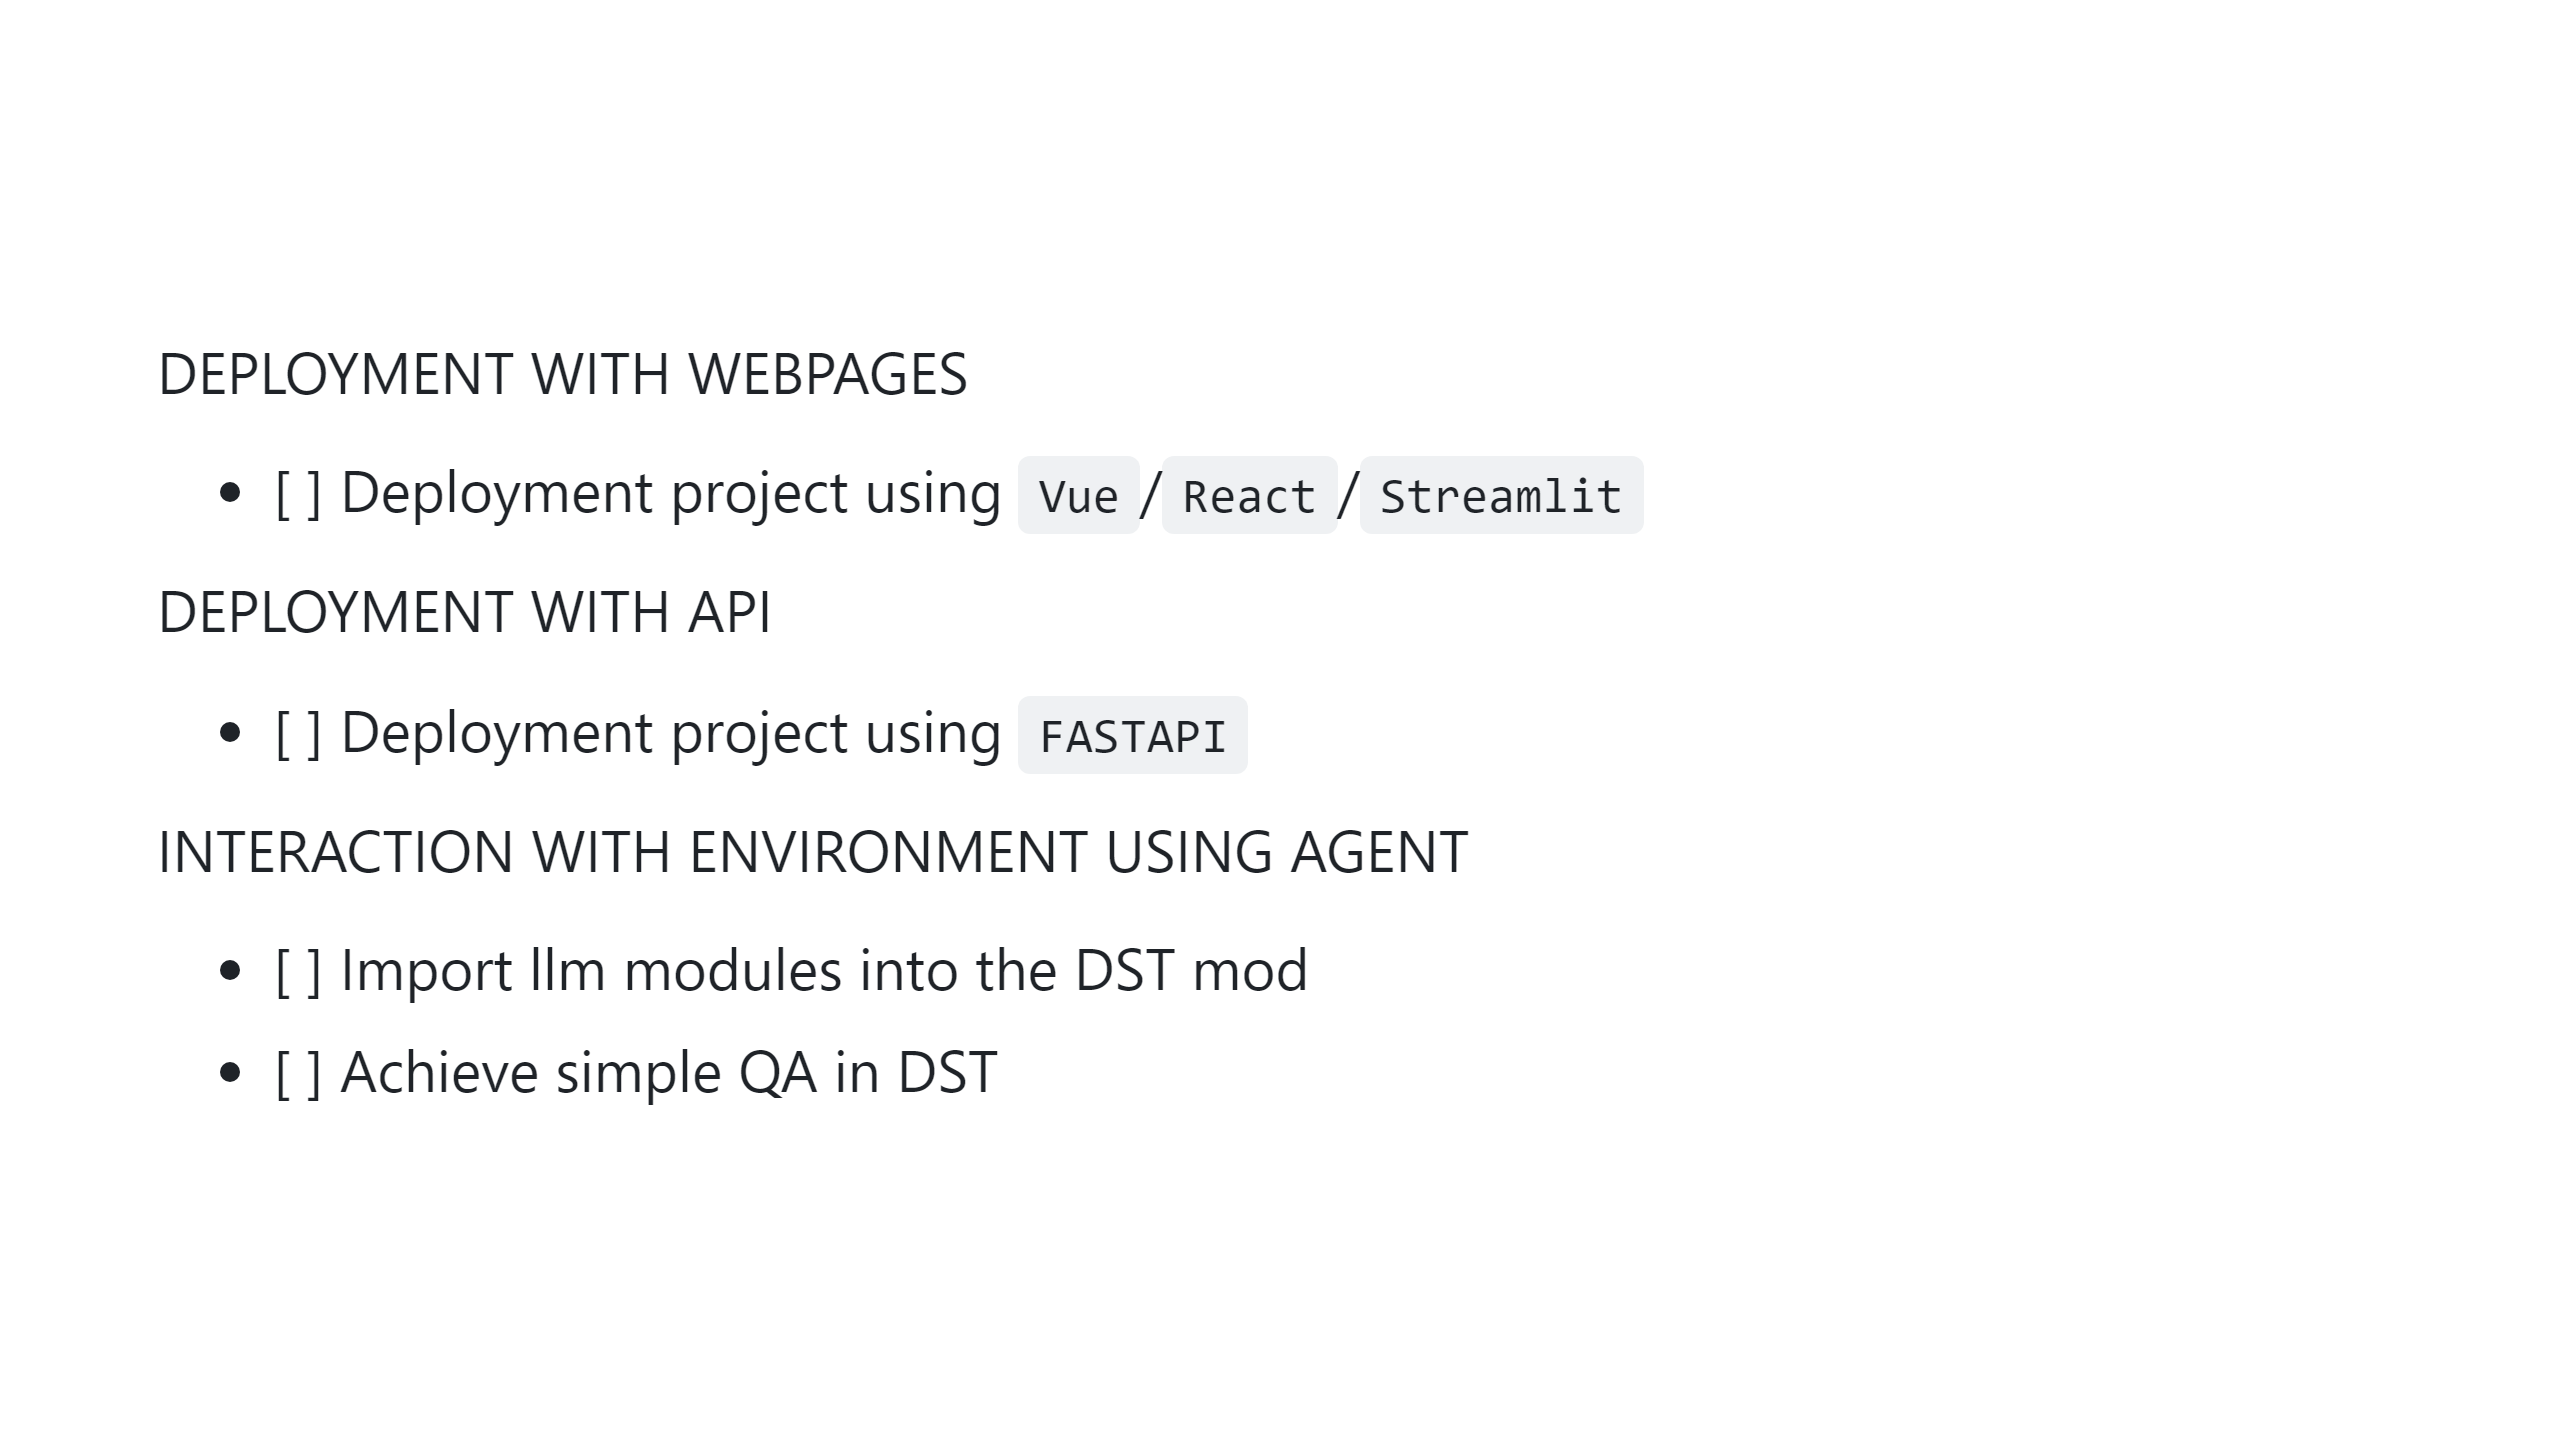 DEPLOYMENT WITH WEBPAGES
• [ ] Deployment project using Vue/React/Streamlit
DEPLOYMENT WITH API
• [ ] Deployment project using FASTAPI
INTERACTION WITH ENVIRONMENT USING AGENT
• [ ] Import llm modules into the DST mod
• [ ] Achieve simple QA in DST